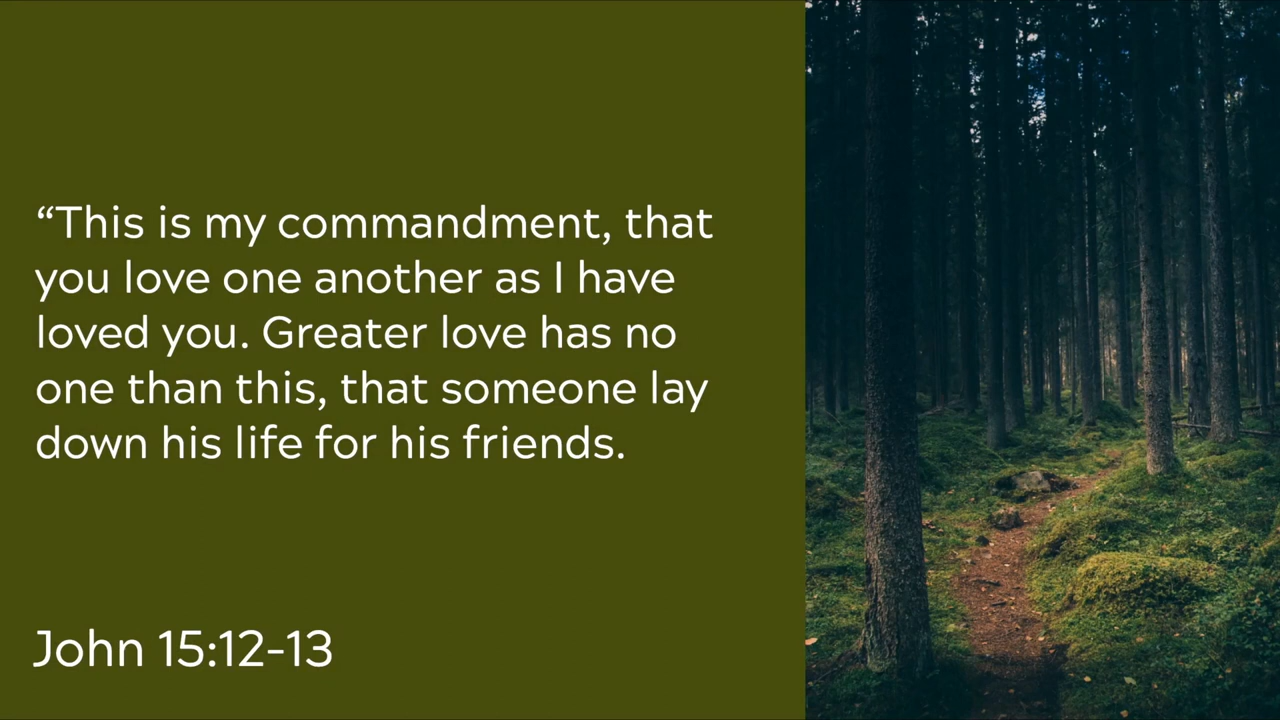 “This is my commandment, that
you love one another as I have
loved you. Greater love has no
one than this, that someone lay
down his life for his friends.
John 15:12-13